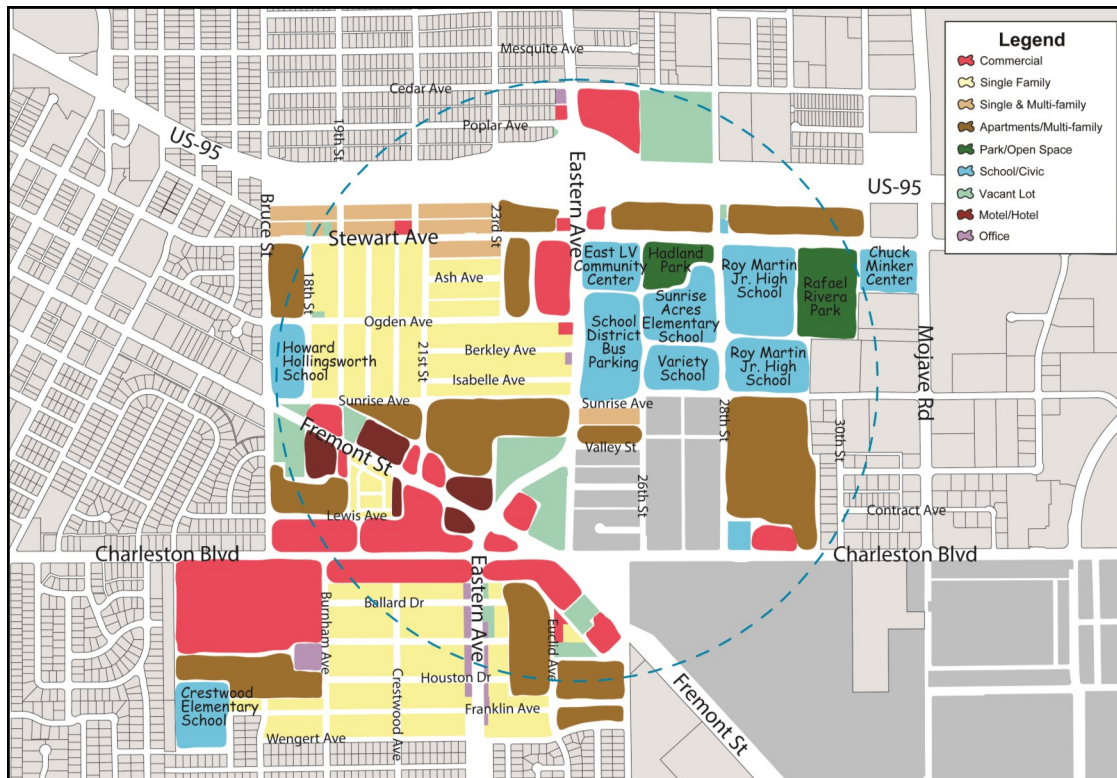 Mesquite Ave
Cedar Ave
Poplar Ave
19th St
US-95
Eastern Ave
US-95
Bruce St
23rd St
Stewart Ave
18th St
Ash Ave
Ogden Ave
21st St
Berkley Ave
Isabelle Ave
Sunrise Ave
Howard
Hollingsworth
School
East LV
Community
Center
Hadland
Park
Roy Martin
Jr. High
School
Rafael
Rivera
Park
Chuck
Minker
Center
School
District
Bus
Parking
Sunrise
Acres
Elementary
School
Variety
School
Roy Martin
Jr. High
School
Mojave Rd
Sunrise Ave
Valley St
28th St
30th St
26th St
Fremont St
Lewis Ave
Contract Ave
Charleston Blvd
Charleston Blvd
Eastern Ave
Ballard Dr
Burnham Ave
Euclid Ave
Houston Dr
Crestwood Ave
Franklin Ave
Fremont St
Crestwood
Elementary
School
Wengert Ave
Legend
Commercial
Single Family
Single & Multi-family
Apartments/Multi-family
Park/Open Space
School/Civic
Vacant Lot
Motel/Hotel
Office